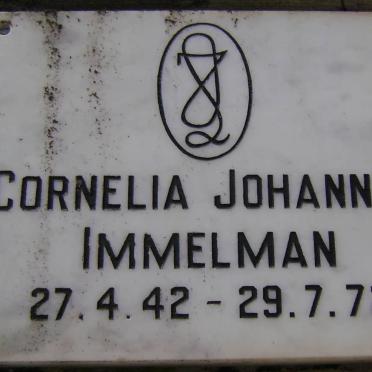 CORNELIA JOHANN
IMMELMAN
27.4.42 - 29.7.7